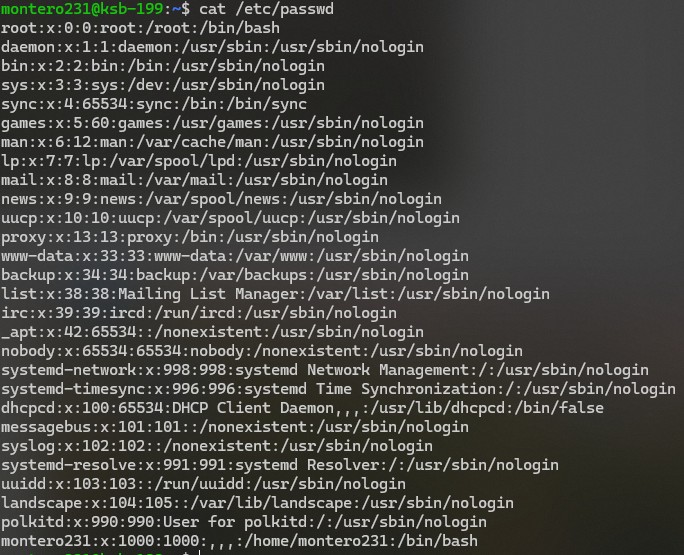 montero231@ksb-199:~$ cat /etc/passwd
root:x:0:0:root:/root:/bin/bash
daemon:x:1:1:daemon:/usr/sbin:/usr/sbin/nologin
bin:x:2:2:bin:/bin:/usr/sbin/nologin
sys:x:3:3:sys:/dev:/usr/sbin/nologin
sync:x:4:65534:sync:/bin:/bin/sync
games:x:5:60:games:/usr/games:/usr/sbin/nologin
man:x:6:12:man:/var/cache/man:/usr/sbin/nologin
lp:x:7:7:lp:/var/spool/lpd:/usr/sbin/nologin
mail:x:8:8:mail:/var/mail:/usr/sbin/nologin
news:x:9:9:news:/var/spool/news:/usr/sbin/nologin
uucp:x:10:10:uucp:/var/spool/uucp:/usr/sbin/nologin
proxy:x:13:13:proxy:/bin:/usr/sbin/nologin
www-data:x:33:33:www-data:/var/www:/usr/sbin/nologin
backup:x:34:34:backup:/var/backups:/usr/sbin/nologin
list:x:38:38:Mailing List Manager:/var/list:/usr/sbin/nologin
irc:x:39:39:ircd:/run/ircd:/usr/sbin/nologin
_apt:x:42:65534::/nonexistent:/usr/sbin/nologin
nobody:x:65534:65534:nobody:/nonexistent:/usr/sbin/nologin
systemd-network:x:998:998:systemd Network Management:/:/usr/sbin/nologin
systemd-timesync:x:996:996:systemd Time Synchronization:/:/usr/sbin/nologin
dhcpcd:x:100:65534:DHCP Client Daemon,,,:/usr/lib/dhcpcd:/bin/false
messagebus:x:101:101::/nonexistent:/usr/sbin/nologin
syslog:x:102:102::/nonexistent:/usr/sbin/nologin
systemd-resolve:x:991:991:systemd Resolver:/:/usr/sbin/nologin
uuidd:x:103:103::/run/uuidd:/usr/sbin/nologin
landscape:x:104:105::/var/lib/landscape:/usr/sbin/nologin
polkitd:x:990:990:User for polkitd:/:/usr/sbin/nologin
montero231:x:1000:1000:,,,:/home/montero231:/bin/bash